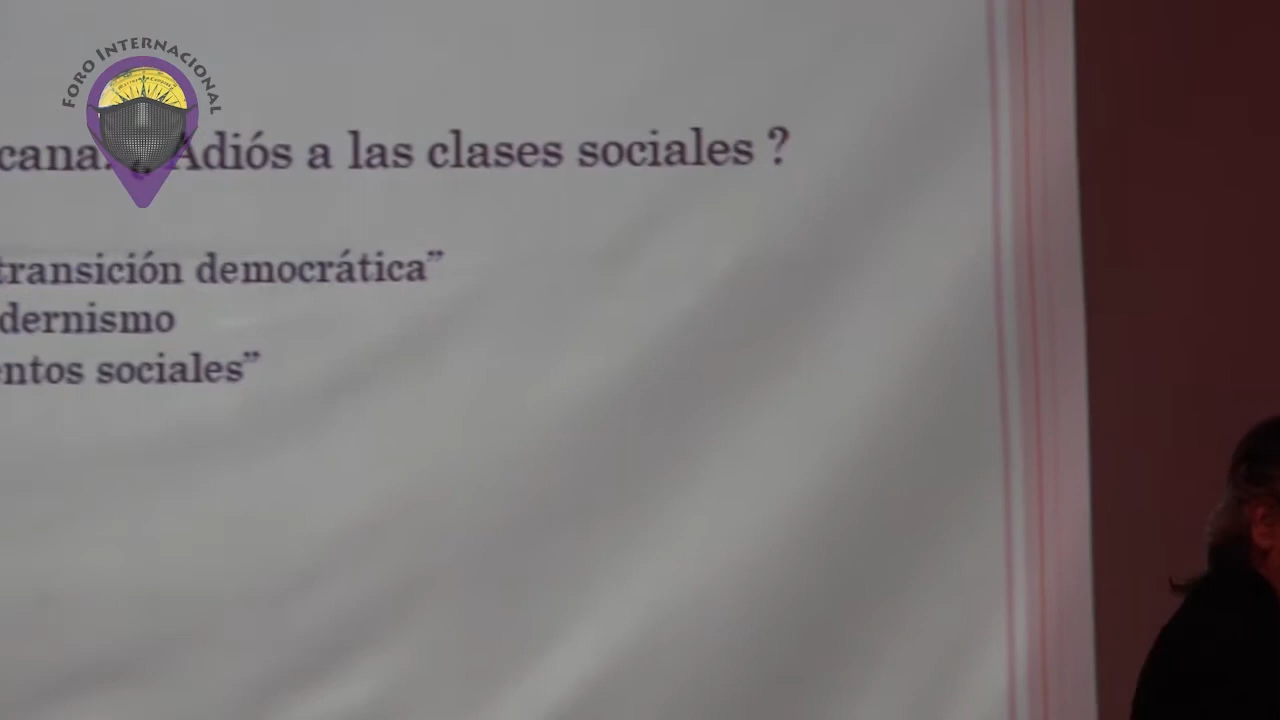 FORO INTERNACIONAL
cana. ¿Adiós a las clases sociales ?
transición democrática”
dernismo
entos sociales”